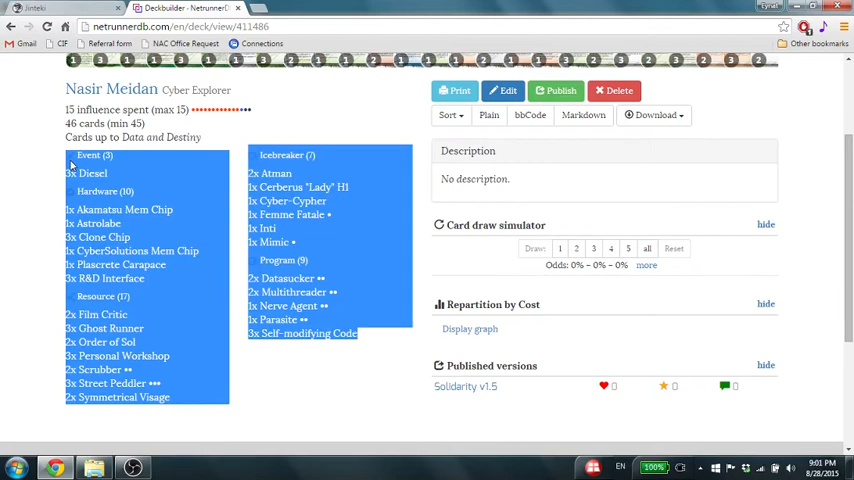 Jinteki
Deckbuilder · NetrunnerDB
Eynat
netrunnerdb.com/en/deck/view/411486
Gmail
CIF
Referral form
NAC Office Request
Connections
Other bookmarks
Nasir Meidan Cyber Explorer
15 influence spent (max 15)
46 cards (min 45)
Cards up to Data and Destiny
Event (3)
3x Diesel
Hardware (10)
1x Akamatsu Mem Chip
1x Astrolabe
3x Clone Chip
1x CyberSolutions Mem Chip
1x Plascrete Carapace
3x R&D Interface
Resource (17)
2x Film Critic
3x Ghost Runner
2x Order of Sol
3x Personal Workshop
2x Scrubber ••
3x Street Peddler •••
2x Symmetrical Visage
Icebreaker (7)
2x Atman
1x Cerberus "Lady" H1
1x Cyber-Cypher
1x Femme Fatale •
1x Inti
1x Mimic •
Program (9)
2x Datasucker ••
2x Multithreader ••
1x Nerve Agent ••
1x Parasite ••
3x Self-modifying Code
Print
Edit
Publish
Delete
Sort
Plain
bbCode
Markdown
Download
Description
No description.
Card draw simulator
hide
Draw: 1 2 3 4 5 all Reset
Odds: 0% – 0% – 0% more
Repartition by Cost
hide
Display graph
Published versions
hide
Solidarity v1.5
0
0
0
EN
100%
9:01 PM
8/28/2015